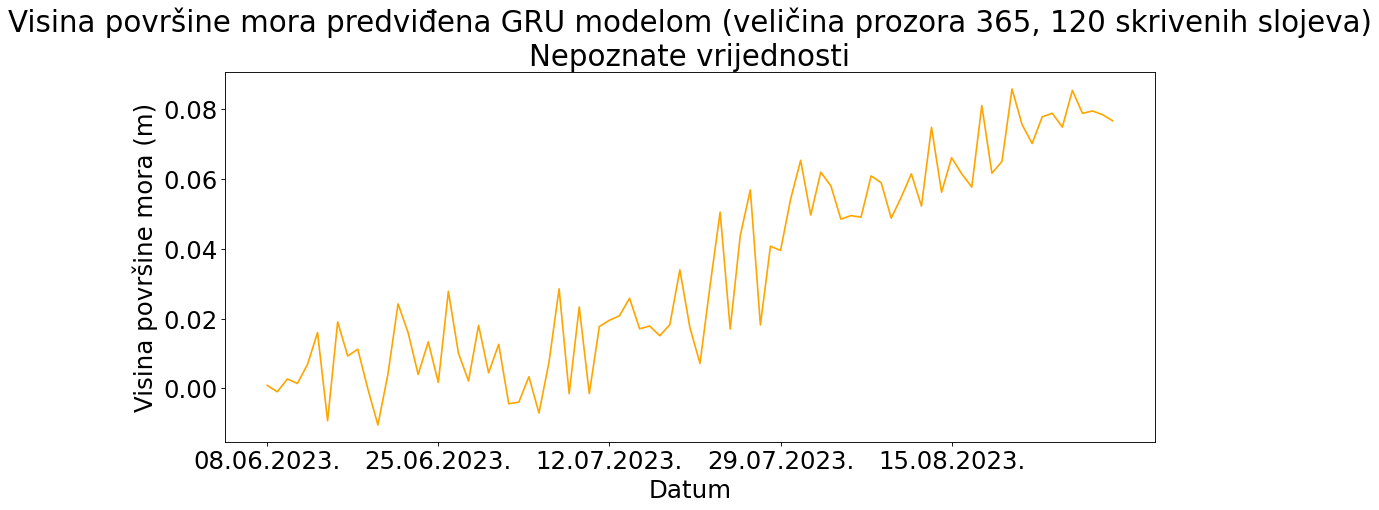 Visina površine mora predviđena GRU modelom (veličina prozora 365, 120 skrivenih slojeva)
Nepoznate vrijednosti
Visina površine mora (m)
0.08
0.06
0.04
0.02
0.00
08.06.2023. 25.06.2023. 12.07.2023. 29.07.2023. 15.08.2023.
Datum